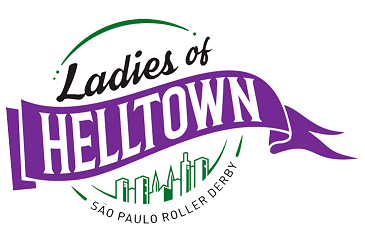 Ladies of
HELLTOWN
SÃO PAULO ROLLER DERBY